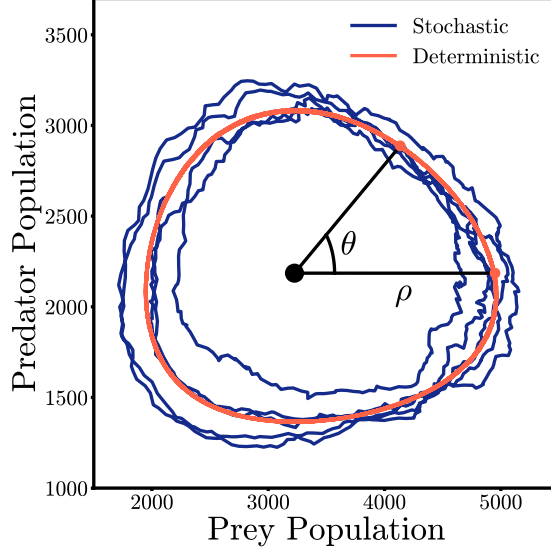 Stochastic
Deterministic
3500
3000
2500
2000
1500
1000
Predator Population
θ
ρ
2000
3000
4000
5000
Prey Population